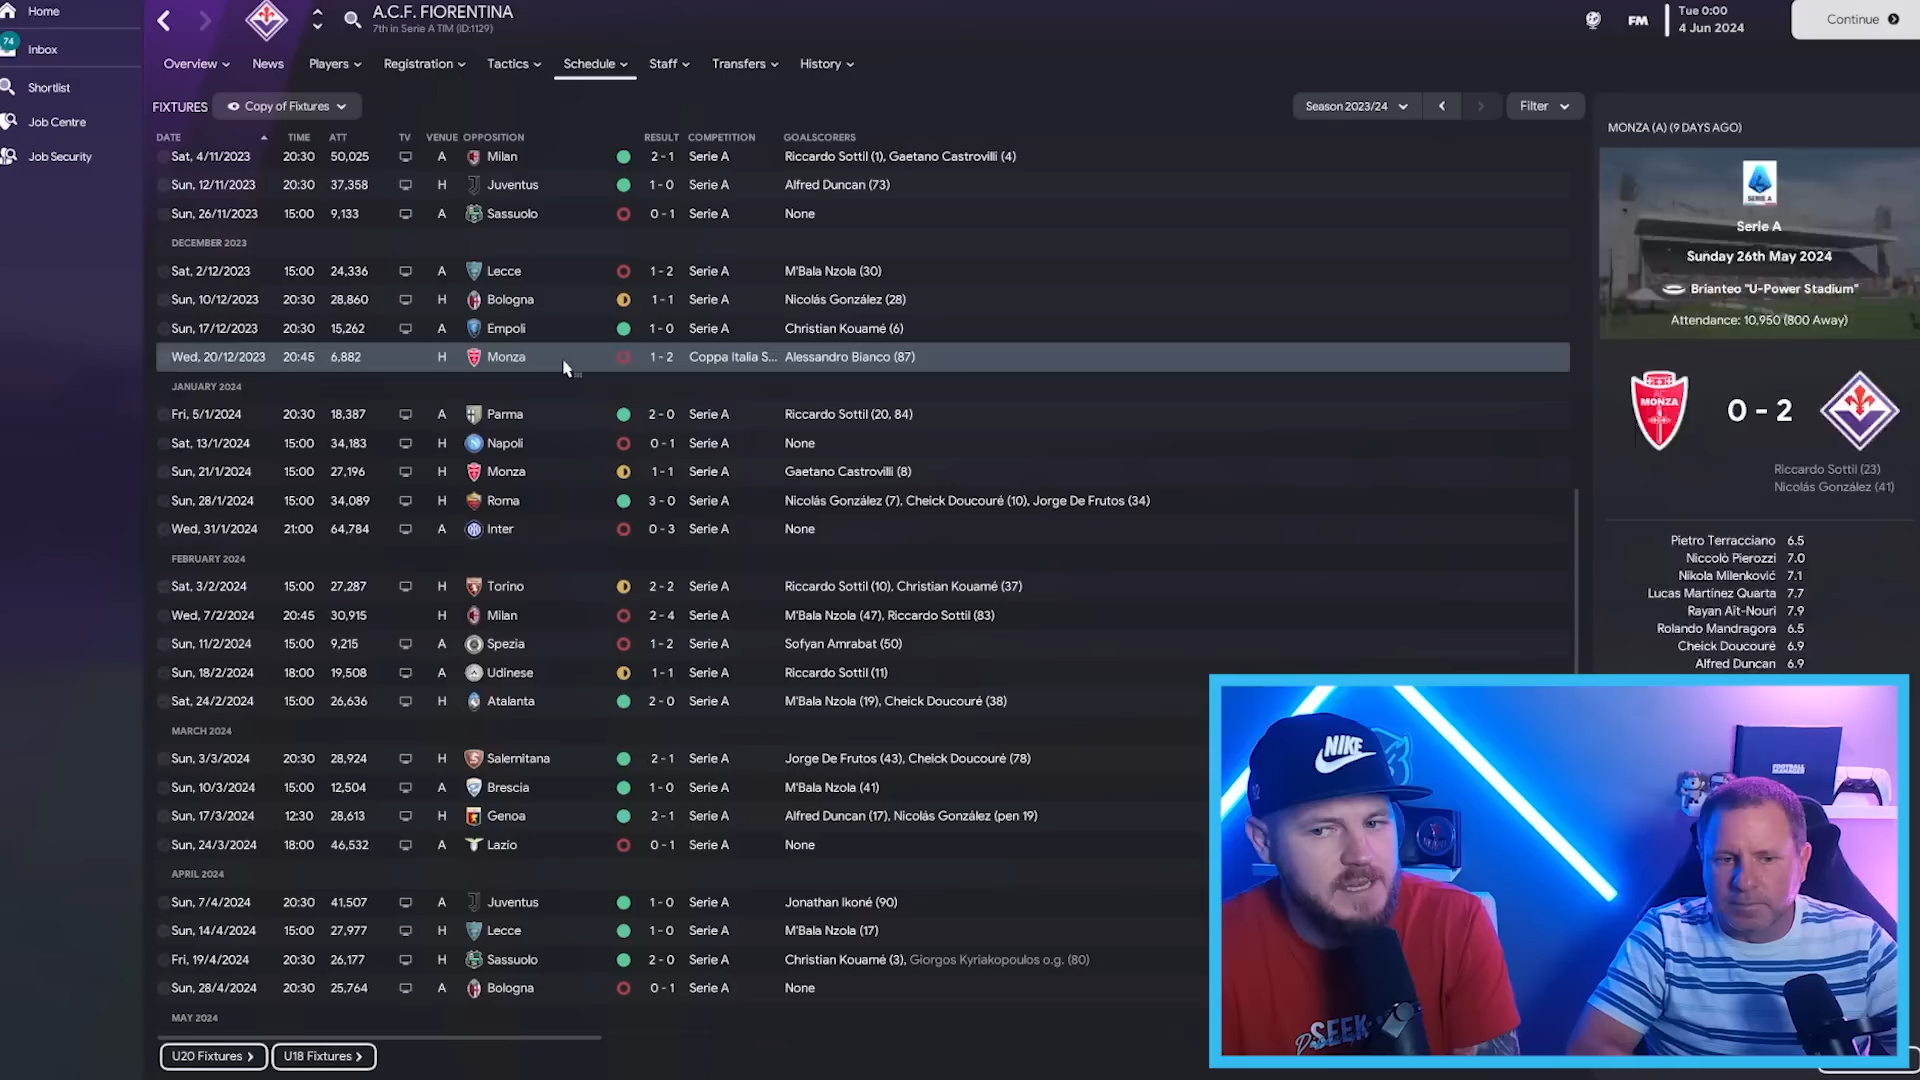 Home
74
Inbox
Shortlist
Job Centre
Job Security
A.C.F. FIORENTINA
7th in Serie A TIM (ID:1129)
FM
Tue 0:00
4 Jun 2024
Continue
Overview News Players Registration Tactics Schedule Staff Transfers History
FIXTURES Copy of Fixtures Season 2023/24 Filter
DATE TIME ATT TV VENUE OPPOSITION RESULT COMPETITION GOALSCORERS
Sat, 4/11/2023 20:30 50,025 A Milan 2 - 1 Serie A Riccardo Sottil (1), Gaetano Castrovilli (4)
Sun, 12/11/2023 20:30 37,358 H Juventus 1 - 0 Serie A Alfred Duncan (73)
Sun, 26/11/2023 15:00 9,133 A Sassuolo 0 - 1 Serie A None
DECEMBER 2023
Sat, 2/12/2023 15:00 24,336 A Lecce 1 - 2 Serie A M'Bala Nzola (30)
Sun, 10/12/2023 20:30 28,860 H Bologna 1 - 1 Serie A Nicolás González (28)
Sun, 17/12/2023 20:30 15,262 A Empoli 1 - 0 Serie A Christian Kouamé (6)
Wed, 20/12/2023 20:45 6,882 H Monza 1 - 2 Coppa Italia S... Alessandro Bianco (87)
JANUARY 2024
Fri, 5/1/2024 20:30 18,387 A Parma 2 - 0 Serie A Riccardo Sottil (20, 84)
Sat, 13/1/2024 15:00 34,183 H Napoli 0 - 1 Serie A None
Sun, 21/1/2024 15:00 27,196 H Monza 1 - 1 Serie A Gaetano Castrovilli (8)
Sun, 28/1/2024 15:00 34,089 H Roma 3 - 0 Serie A Nicolás González (7), Cheick Doucouré (10), Jorge De Frutos (34)
Wed, 31/1/2024 21:00 64,784 A Inter 0 - 3 Serie A None
FEBRUARY 2024
Sat, 3/2/2024 15:00 27,287 H Torino 2 - 2 Serie A Riccardo Sottil (10), Christian Kouamé (37)
Wed, 7/2/2024 20:45 30,915 H Milan 2 - 4 Serie A M'Bala Nzola (47), Riccardo Sottil (83)
Sun, 11/2/2024 15:00 9,215 A Spezia 1 - 2 Serie A Sofyan Amrabat (50)
Sun, 18/2/2024 18:00 19,508 A Udinese 1 - 1 Serie A Riccardo Sottil (11)
Sat, 24/2/2024 15:00 26,636 H Atalanta 2 - 0 Serie A M'Bala Nzola (19), Cheick Doucouré (38)
MARCH 2024
Sun, 3/3/2024 20:30 28,924 H Salernitana 2 - 1 Serie A Jorge De Frutos (43), Cheick Doucouré (78)
Sun, 10/3/2024 15:00 12,504 A Brescia 1 - 0 Serie A M'Bala Nzola (41)
Sun, 17/3/2024 12:30 28,613 H Genoa 2 - 1 Serie A Alfred Duncan (17), Nicolás González (pen 19)
Sun, 24/3/2024 18:00 46,532 A Lazio 0 - 1 Serie A None
APRIL 2024
Sun, 7/4/2024 20:30 41,507 A Juventus 1 - 0 Serie A Jonathan Ikoné (90)
Sun, 14/4/2024 15:00 27,977 H Lecce 1 - 0 Serie A M'Bala Nzola (17)
Fri, 19/4/2024 20:30 26,177 H Sassuolo 2 - 0 Serie A Christian Kouamé (3), Giorgos Kyriakopoulos o.g. (80)
Sun, 28/4/2024 20:30 25,764 A Bologna 0 - 1 Serie A None
MAY 2024
U20 Fixtures U18 Fixtures
MONZA (A) (9 DAYS AGO)
SERIE A
Serie A
Sunday 26th May 2024
Brianteo "U-Power Stadium"
Attendance: 10,950 (800 Away)
MONZA
0 - 2
Riccardo Sottil (23)
Nicolás González (41)
Pietro Terracciano 6.5
Niccolò Pierozzi 7.0
Nikola Milenković 7.1
Lucas Martínez Quarta 7.7
Rayan Aït-Nouri 7.9
Rolando Mandragora 6.5
Cheick Doucouré 6.9
Alfred Duncan 6.9
NIKE
FOOTBALL
MANAGER
SEEK